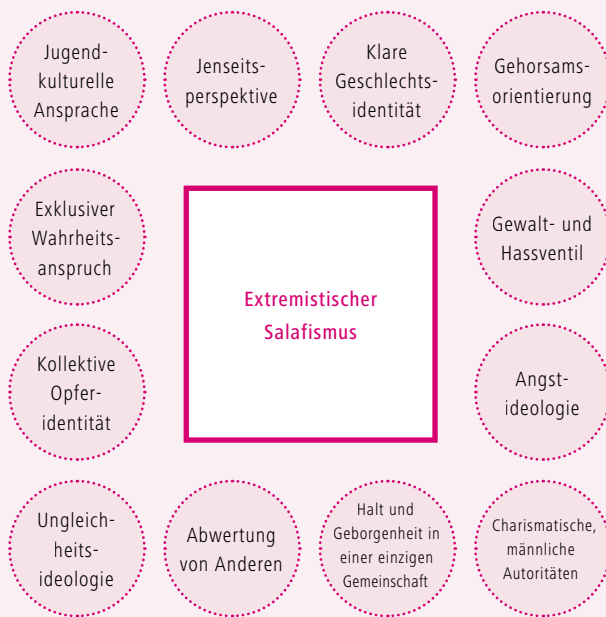 Jugend-
kulturelle
Ansprache
Jenseits-
perspektive
Klare
Geschlechts-
identität
Gehorsams-
orientierung
Exklusiver
Wahrheits-
anspruch
Extremistischer
Salafismus
Gewalt- und
Hassventil
Kollektive
Opfer-
identität
Angst-
ideologie
Ungleich-
heits-
ideologie
Abwertung
von Anderen
Halt und
Geborgenheit in
einer einzigen
Gemeinschaft
Charismatische,
männliche
Autoritäten